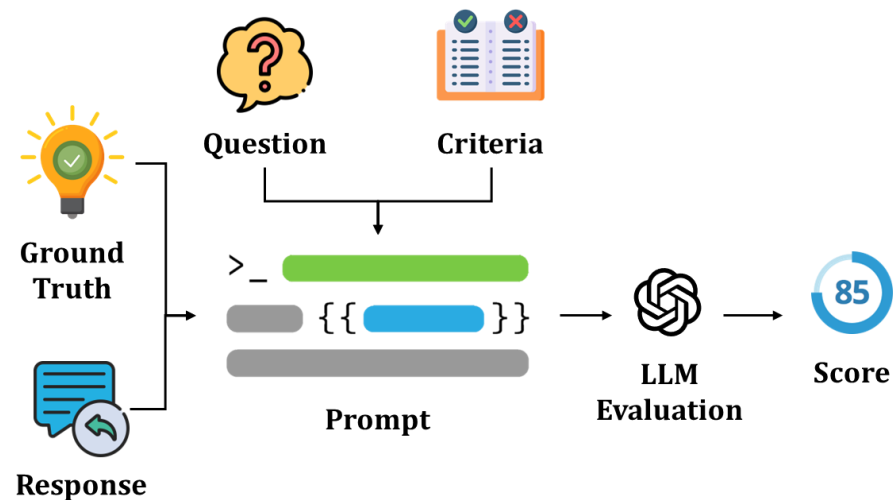 Question
Criteria
Ground
Truth
>_
{{ }}
Prompt
Response
LLM
Evaluation
85
Score